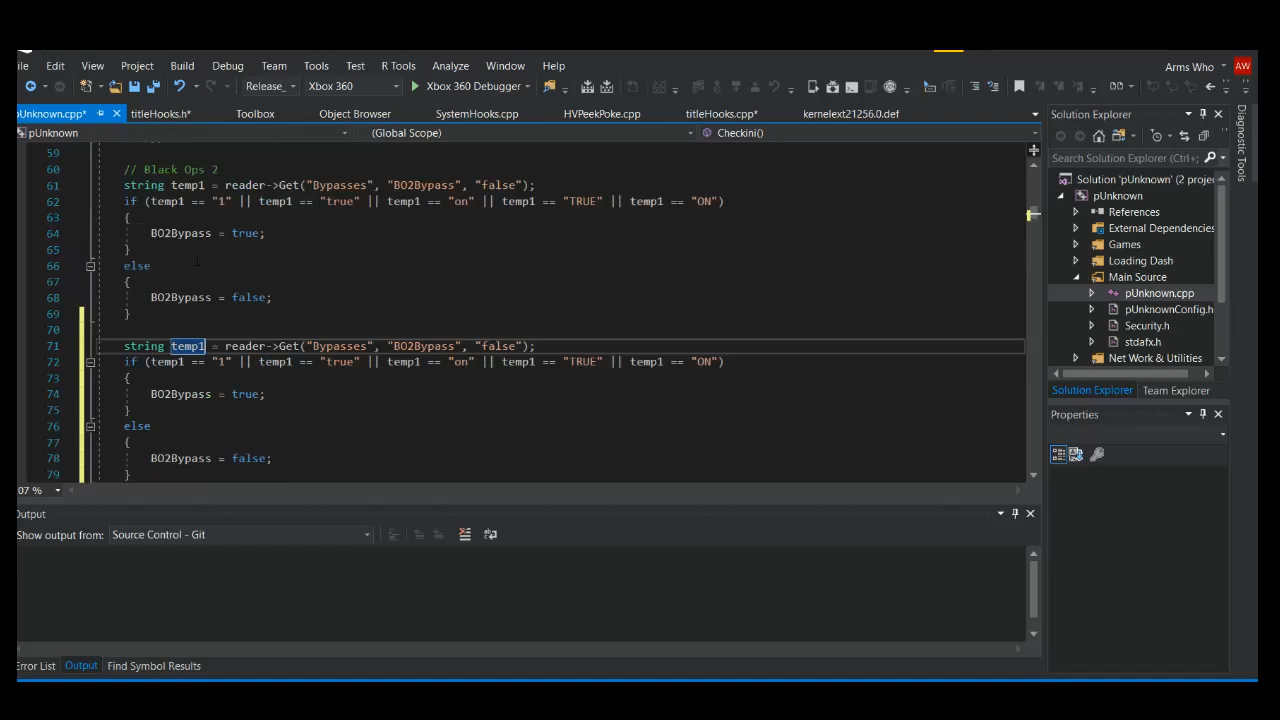 ile Edit View Project Build Debug Team Tools Test R Tools Analyze Window Help Arms Who AW
Release Xbox 360 Xbox 360 Debugger
pUnknown.cpp* titleHooks.h* Toolbox Object Browser SystemHooks.cpp HVPeekPoke.cpp titleHooks.cpp* kernelext21256.0.def
pUnknown (Global Scope) Checkini()
59
60 // Black Ops 2
61 string temp1 = reader->Get("Bypasses", "BO2Bypass", "false");
62 if (temp1 == "1" || temp1 == "true" || temp1 == "on" || temp1 == "TRUE" || temp1 == "ON")
63 {
64 BO2Bypass = true;
65 }
66 else
67 {
68 BO2Bypass = false;
69 }
70
71 string temp1 = reader->Get("Bypasses", "BO2Bypass", "false");
72 if (temp1 == "1" || temp1 == "true" || temp1 == "on" || temp1 == "TRUE" || temp1 == "ON")
73 {
74 BO2Bypass = true;
75 }
76 else
77 {
78 BO2Bypass = false;
79 }
07 %
Output
Show output from: Source Control - Git
Error List Output Find Symbol Results
Solution Explorer
Search Solution Explorer (Ctrl+;
Solution 'pUnknown' (2 projec
pUnknown
References
External Dependencies
Games
Loading Dash
Main Source
pUnknown.cpp
pUnknownConfig.h
Security.h
stdafx.h
Net Work & Utilities
Solution Explorer Team Explorer
Properties
Diagnostic Tools